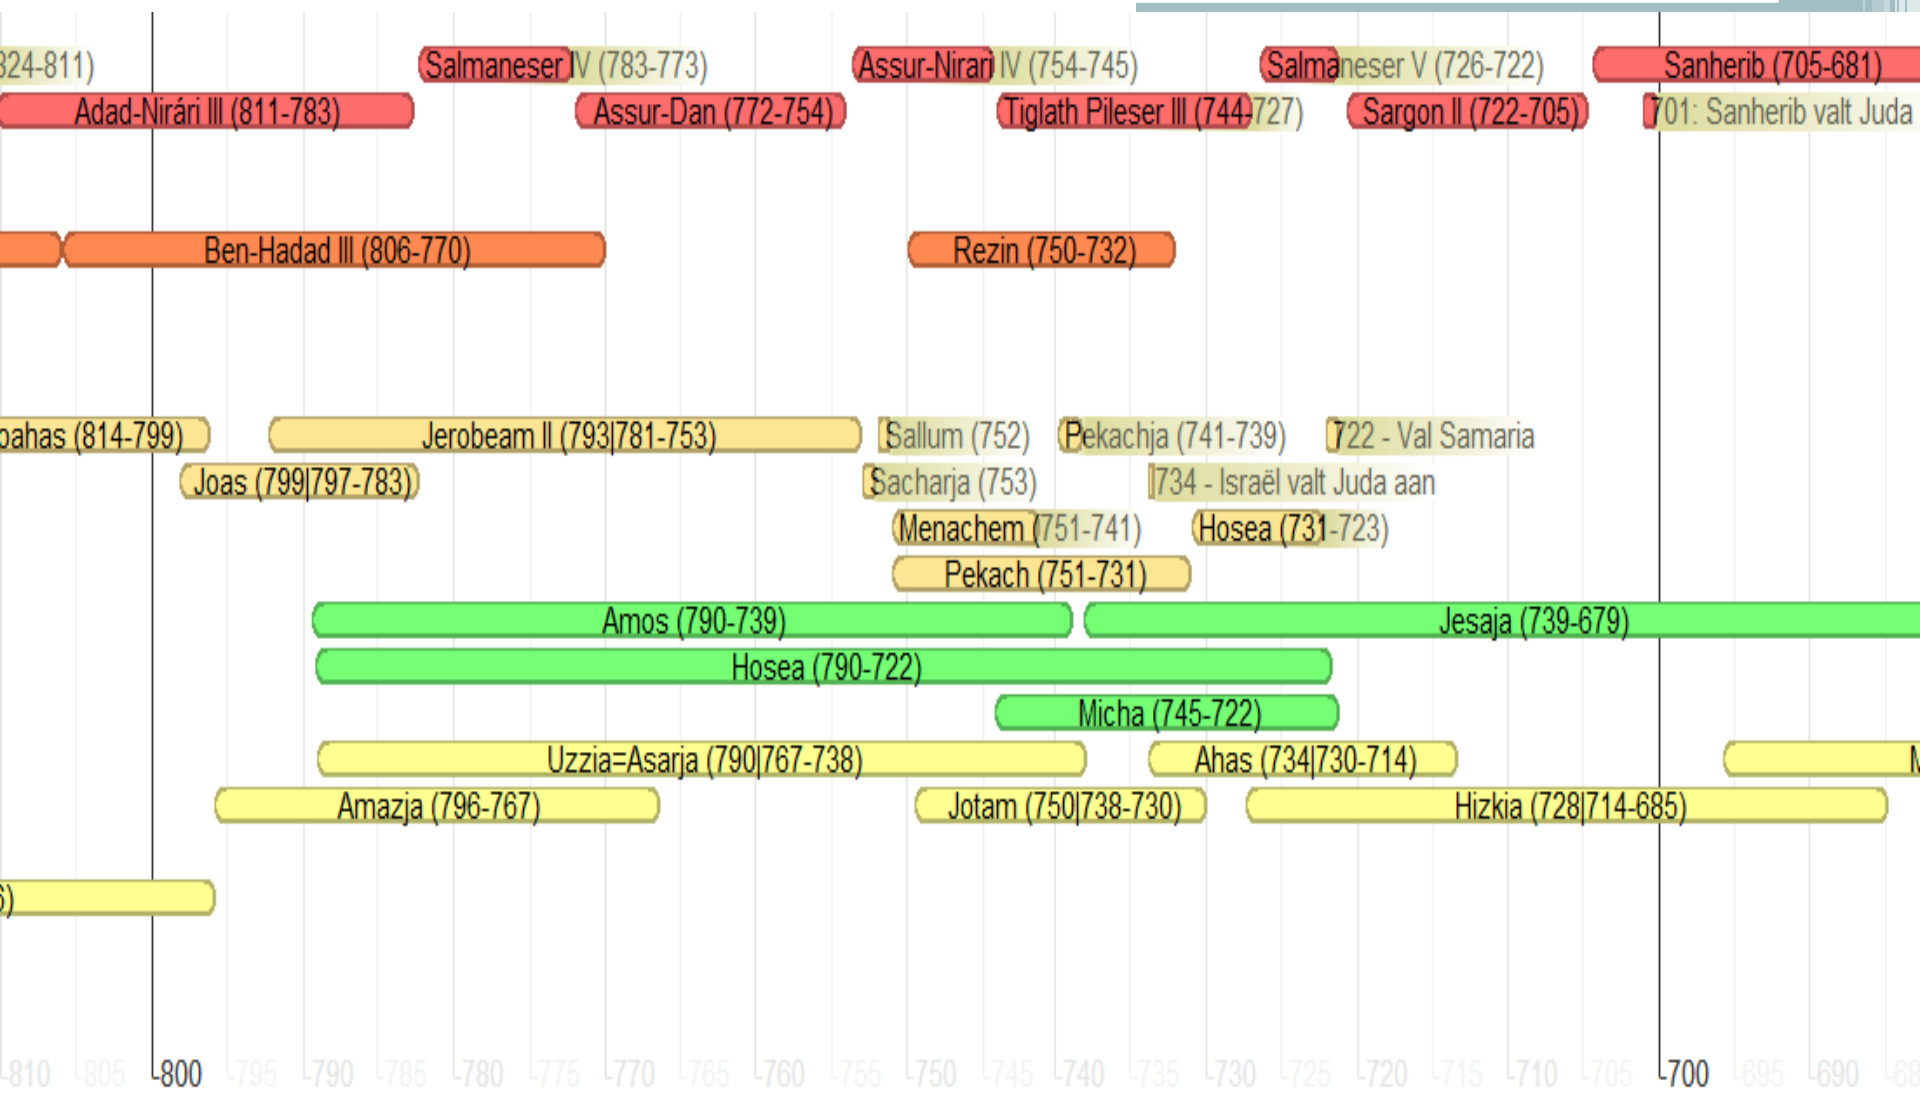 824-811)
Salmaneser IV (783-773)
Assur-Nirari IV (754-745)
Salmaneser V (726-722)
Sanherib (705-681)
Adad-Nirári III (811-783)
Assur-Dan (772-754)
Tiglath Pileser III (744-727)
Sargon II (722-705)
701: Sanherib valt Juda
Ben-Hadad III (806-770)
Rezin (750-732)
oahas (814-799)
Jerobeam II (793|781-753)
Sallum (752)
Pekachja (741-739)
722 - Val Samaria
Joas (799|797-783)
Sacharja (753)
734 - Israël valt Juda aan
Menachem (751-741)
Hosea (731-723)
Pekach (751-731)
Amos (790-739)
Jesaja (739-679)
Hosea (790-722)
Micha (745-722)
Uzzia=Asarja (790|767-738)
Ahas (734|730-714)
M
Amazja (796-767)
Jotam (750|738-730)
Hizkia (728|714-685)
6)
-810 -805 -800 -795 -790 -785 -780 -775 -770 -765 -760 -755 -750 -745 -740 -735 -730 -725 -720 -715 -710 -705 -700 -695 -690 -68